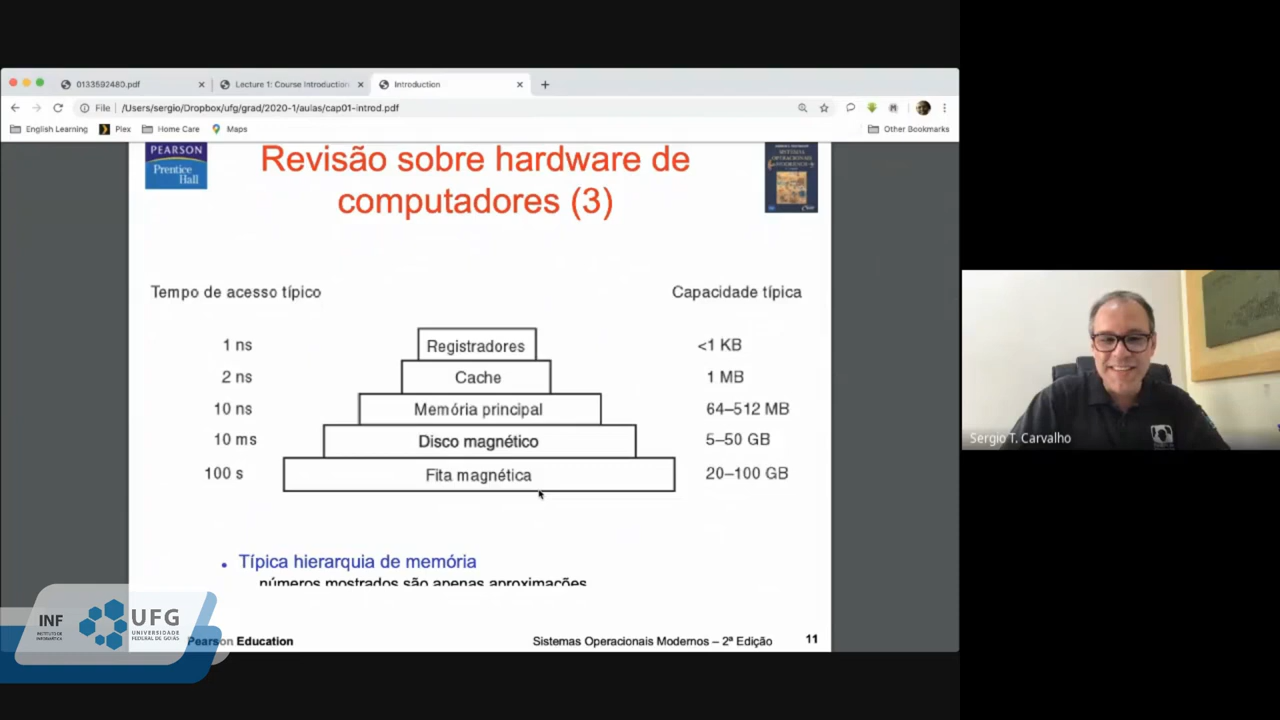 0133592480.pdf
Lecture 1: Course Introduction
Introduction
File
/Users/sergio/Dropbox/ufg/grad/2020-1/aulas/cap01-introd.pdf
English Learning
Plex
Home Care
Maps
Other Bookmarks
PEARSON
Prentice
Hall
Revisão sobre hardware de
computadores (3)
Tempo de acesso típico
Capacidade típica
1 ns
Registradores
<1 KB
2 ns
Cache
1 MB
10 ns
Memória principal
64–512 MB
10 ms
Disco magnético
5–50 GB
100 s
Fita magnética
20–100 GB
• Típica hierarquia de memória
números mostrados são apenas aproximações
Pearson Education
Sistemas Operacionais Modernos – 2ª Edição
11
INF
INSTITUTO DE
INFORMÁTICA
UFG
UNIVERSIDADE
FEDERAL DE GOIÁS
Sergio T. Carvalho